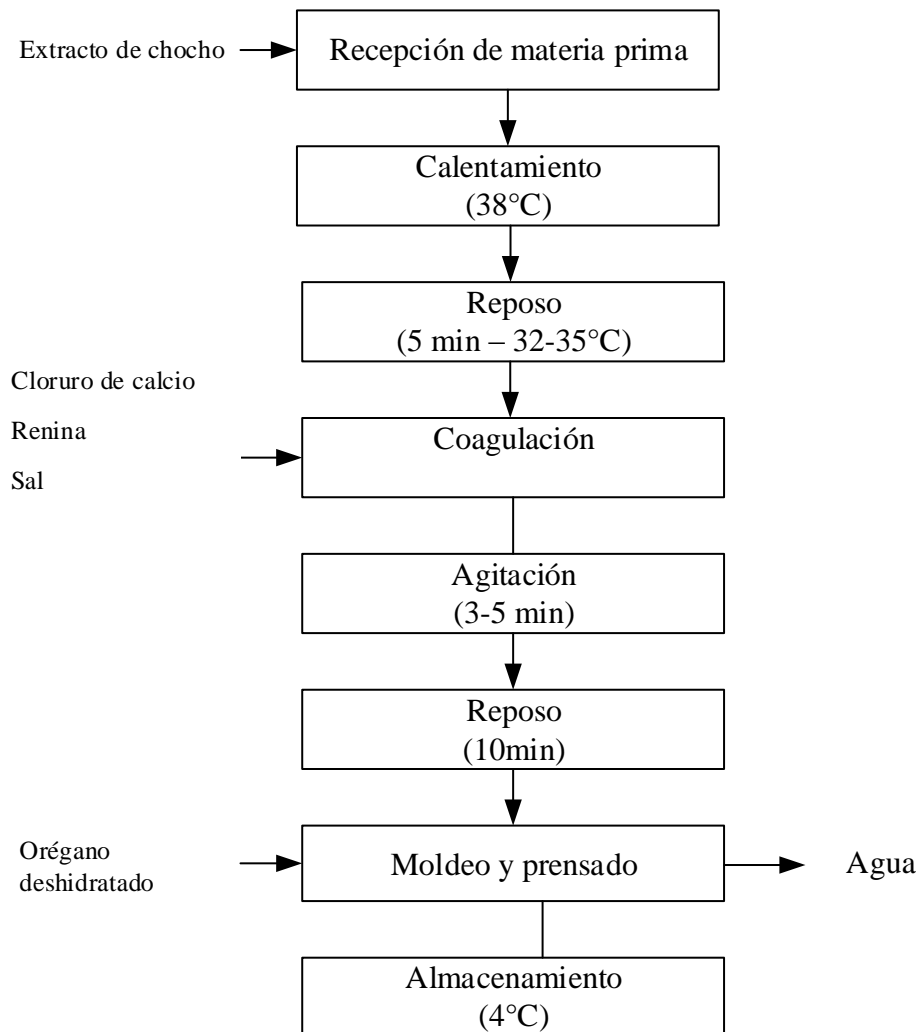 Extracto de chocho
Recepción de materia prima
Calentamiento
(38°C)
Reposo
(5 min – 32-35°C)
Cloruro de calcio
Renina
Sal
Coagulación
Agitación
(3-5 min)
Reposo
(10min)
Orégano
deshidratado
Moldeo y prensado
Agua
Almacenamiento
(4°C)